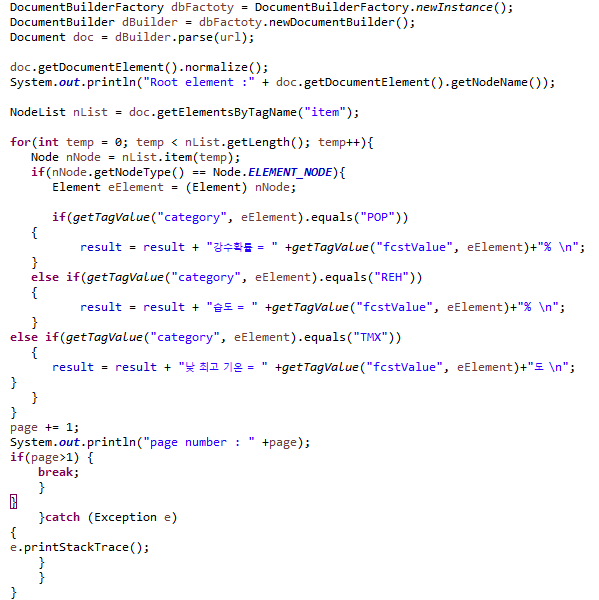 DocumentBuilderFactory dbFactoty = DocumentBuilderFactory.newInstance();
DocumentBuilder dBuilder = dbFactoty.newDocumentBuilder();
Document doc = dBuilder.parse(url);

doc.getDocumentElement().normalize();
System.out.println("Root element :" + doc.getDocumentElement().getNodeName());

NodeList nList = doc.getElementsByTagName("item");

for(int temp = 0; temp < nList.getLength(); temp++){
   Node nNode = nList.item(temp);
   if(nNode.getNodeType() == Node.ELEMENT_NODE){
      Element eElement = (Element) nNode;

      if(getTagValue("category", eElement).equals("POP"))
   {
          result = result + "강수확률 = " +getTagValue("fcstValue", eElement)+"% \n";
   }
   else if(getTagValue("category", eElement).equals("REH"))
   {
          result = result + "습도 = " +getTagValue("fcstValue", eElement)+"% \n";
   }
else if(getTagValue("category", eElement).equals("TMX"))
   {
      result = result + "낮 최고 기온 = " +getTagValue("fcstValue", eElement)+"도 \n";
}
   }
}
page += 1;
System.out.println("page number : " +page);
if(page>1) {
    break;
    }
}
    }catch (Exception e)
{
e.printStackTrace();
    }
    }
}